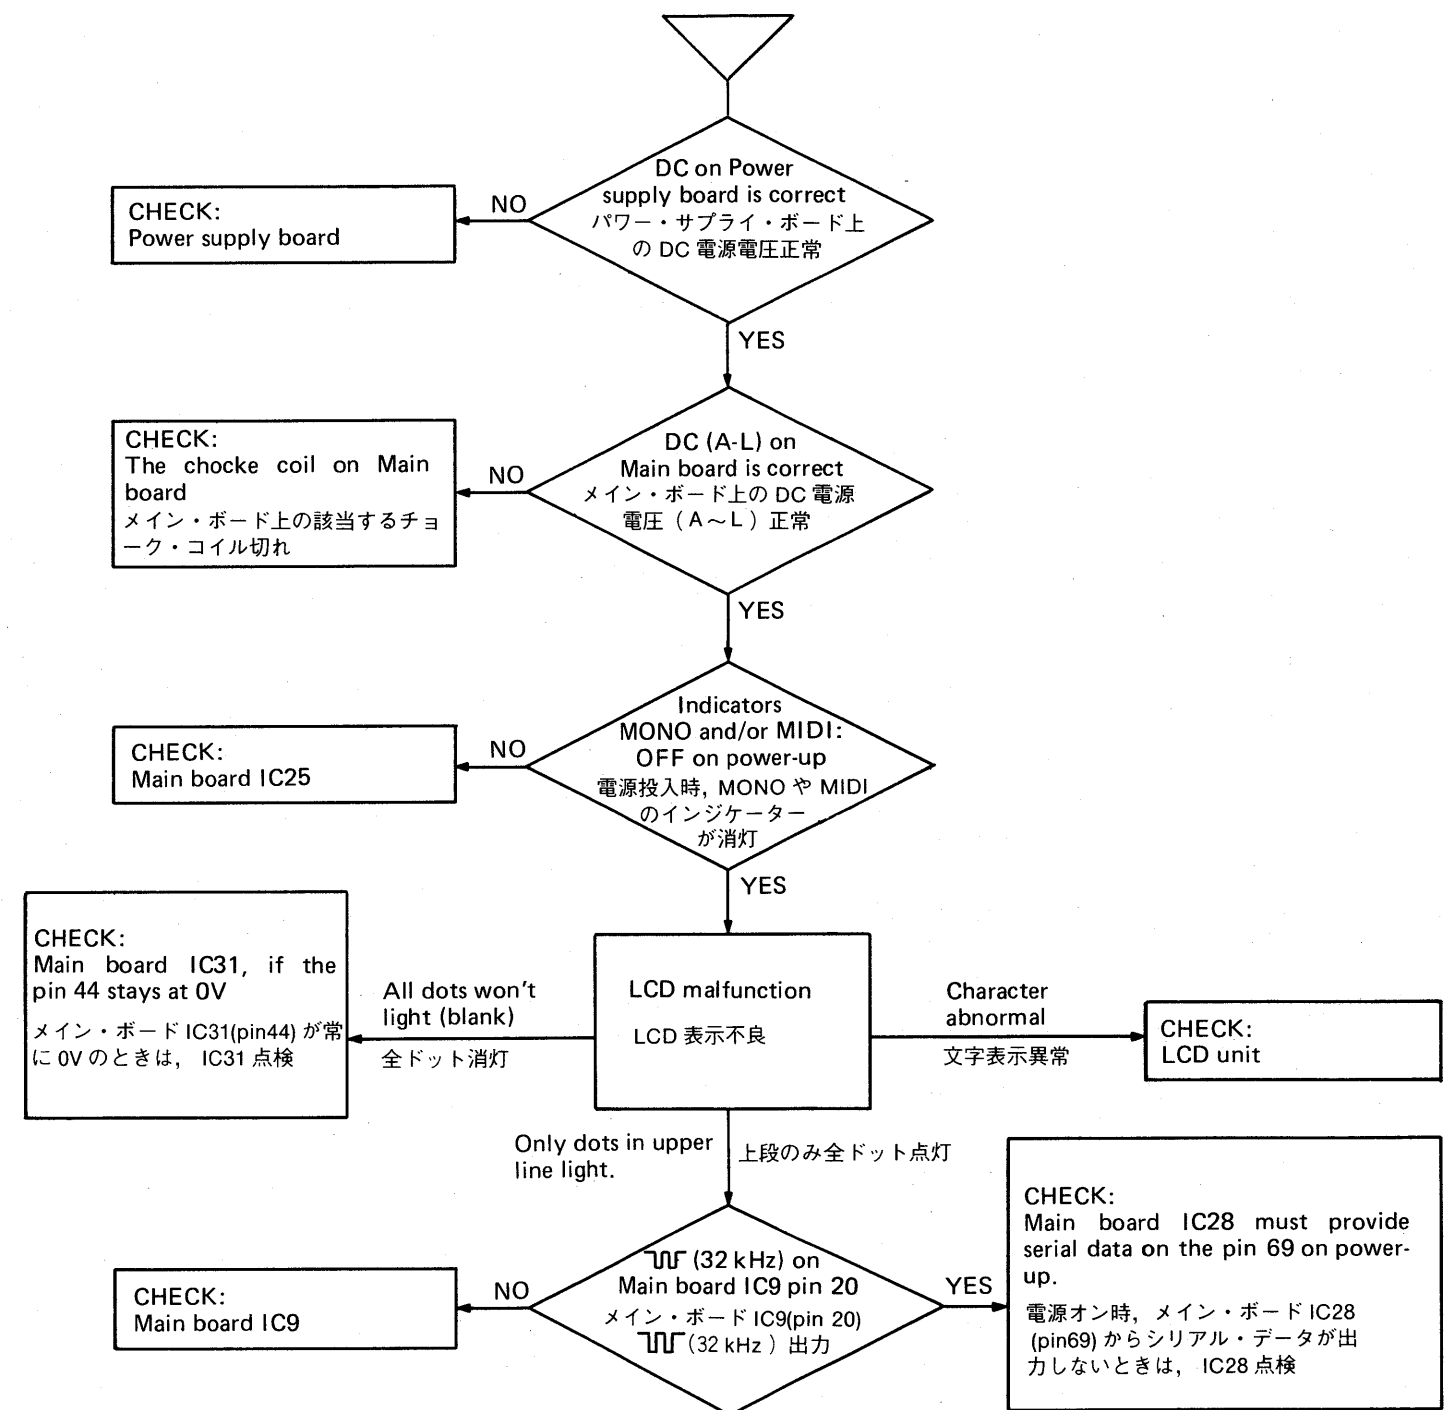 DC on Power
supply board is correct
パワー・サプライ・ボード上
の DC 電源電圧正常
NO
CHECK:
Power supply board
YES
DC (A-L) on
Main board is correct
メイン・ボード上の DC 電源
電圧（A～L）正常
NO
CHECK:
The chocke coil on Main
board
メイン・ボード上の該当するチョ
ーク・コイル切れ
YES
Indicators
MONO and/or MIDI:
OFF on power-up
電源投入時，MONO や MIDI
のインジケーター
が消灯
NO
CHECK:
Main board IC25
YES
LCD malfunction
LCD 表示不良
All dots won't
light (blank)
全ドット消灯
CHECK:
Main board IC31, if the
pin 44 stays at 0V
メイン・ボード IC31(pin44) が常
に 0V のときは， IC31 点検
Character
abnormal
文字表示異常
CHECK:
LCD unit
Only dots in upper
line light.
上段のみ全ドット点灯
(32 kHz) on
Main board IC9 pin 20
メイン・ボード IC9(pin 20)
(32 kHz ) 出力
NO
CHECK:
Main board IC9
YES
CHECK:
Main board IC28 must provide
serial data on the pin 69 on power-
up.
電源オン時，メイン・ボード IC28
(pin69) からシリアル・データが出
力しないときは， IC28 点検